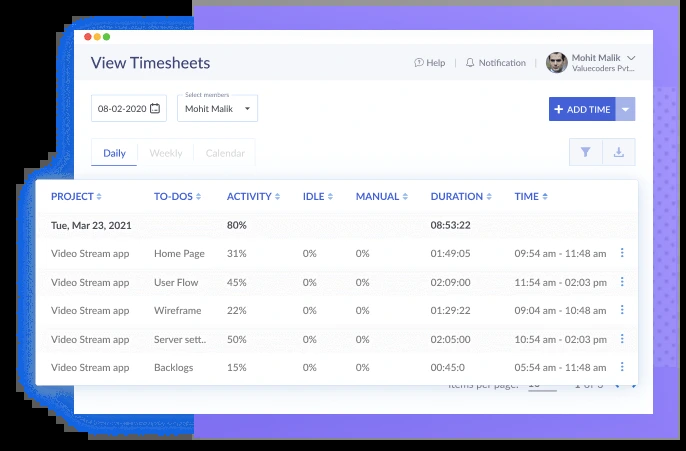 View Timesheets
Help
Notification
Mohit Malik
Valuecoders Pvt...
08-02-2020
Select members
Mohit Malik
+ ADD TIME
Daily Weekly Calendar
PROJECT TO-DOS ACTIVITY IDLE MANUAL DURATION TIME
Tue, Mar 23, 2021 80% 08:53:22
Video Stream app Home Page 31% 0% 0% 01:49:05 09:54 am - 11:48 am
Video Stream app User Flow 45% 0% 0% 02:09:00 11:54 am - 02:03 pm
Video Stream app Wireframe 22% 0% 0% 01:29:22 09:04 am - 10:48 am
Video Stream app Server sett.. 50% 0% 0% 02:05:00 10:54 am - 02:03 pm
Video Stream app Backlogs 15% 0% 0% 00:45:0 05:54 am - 11:48 am
Items per page: